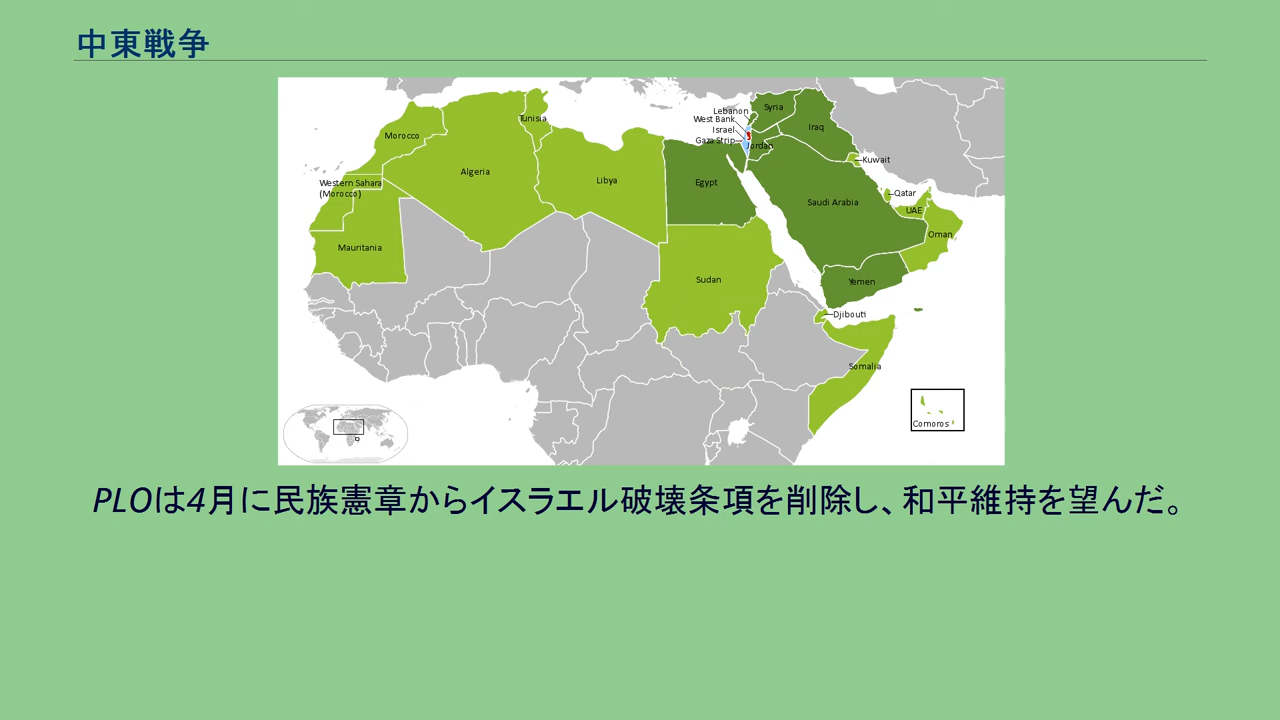 中東戦争
Lebanon
Syria
West Bank
Israel
Gaza Strip
Jordan
Iraq
Tunisia
Morocco
Kuwait
Algeria
Libya
Egypt
Western Sahara
(Morocco)
Qatar
Saudi Arabia
UAE
Oman
Mauritania
Sudan
Yemen
Djibouti
Somalia
Comoros
PLOは4月に民族憲章からイスラエル破壊条項を削除し、和平維持を望んだ。